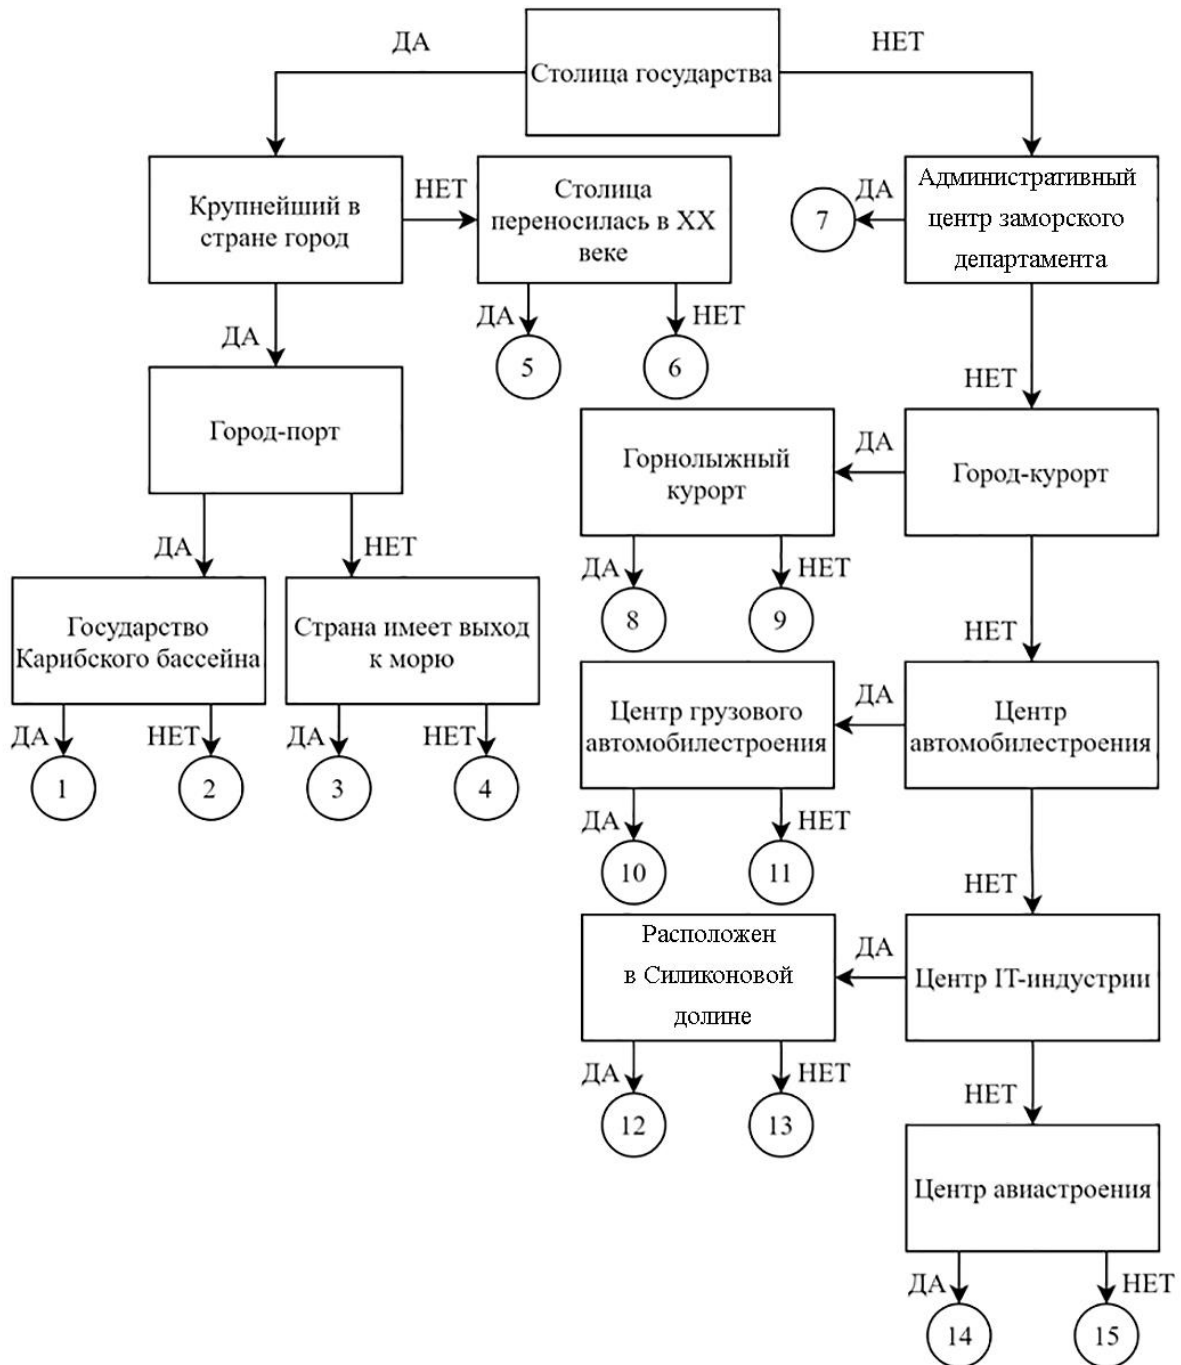 ДА
НЕТ
Столица государства
Крупнейший в
стране город
НЕТ
Столица
переносилась в XX
веке
7
ДА
Административный
центр заморского
департамента
ДА
ДА
НЕТ
5
6
НЕТ
Город-порт
Горнолыжный
курорт
ДА
Город-курорт
ДА
НЕТ
ДА
НЕТ
8
9
НЕТ
Государство
Карибского бассейна
Страна имеет выход
к морю
ДА
НЕТ
ДА
НЕТ
1
2
3
4
Центр грузового
автомобилестроения
ДА
Центр
автомобилестроения
ДА
НЕТ
10
11
НЕТ
Расположен
в Силиконовой
долине
ДА
Центр IT-индустрии
ДА
НЕТ
12
13
НЕТ
Центр авиастроения
ДА
НЕТ
14
15